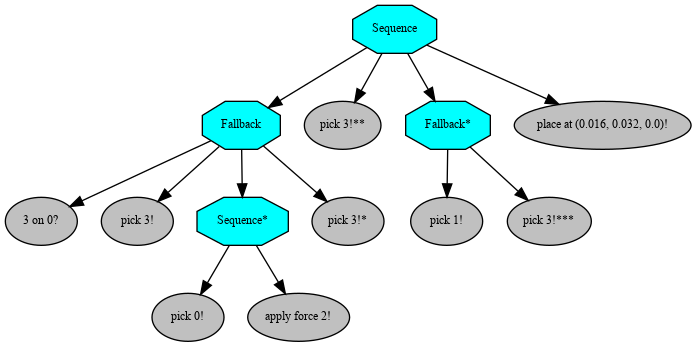 Sequence
Fallback
pick 3!**
Fallback*
place at (0.016, 0.032, 0.0)!
3 on 0?
pick 3!
Sequence*
pick 3!*
pick 1!
pick 3!***
pick 0!
apply force 2!